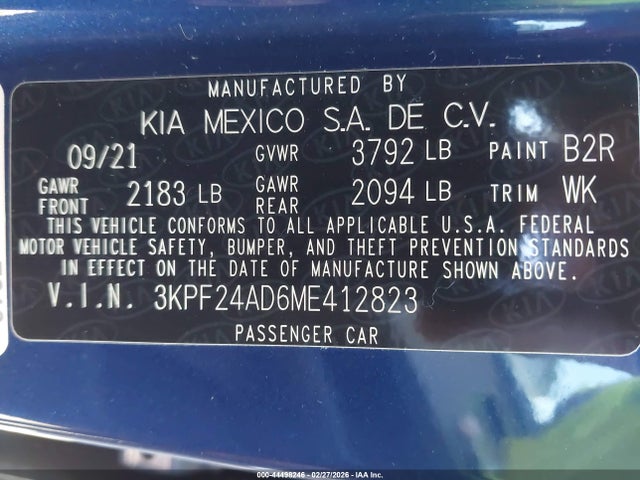 MANUFACTURED BY
KIA MEXICO S.A. DE C.V.
09/21 GVWR 3792 LB PAINT B2R
GAWR FRONT 2183 LB GAWR REAR 2094 LB TRIM WK
THIS VEHICLE CONFORMS TO ALL APPLICABLE U.S.A. FEDERAL
MOTOR VEHICLE SAFETY, BUMPER, AND THEFT PREVENTION STANDARDS
IN EFFECT ON THE DATE OF MANUFACTURE SHOWN ABOVE.
V.I.N. 3KPF24AD6ME412823
PASSENGER CAR
000-44498246 - 02/27/2026 - IAA Inc.